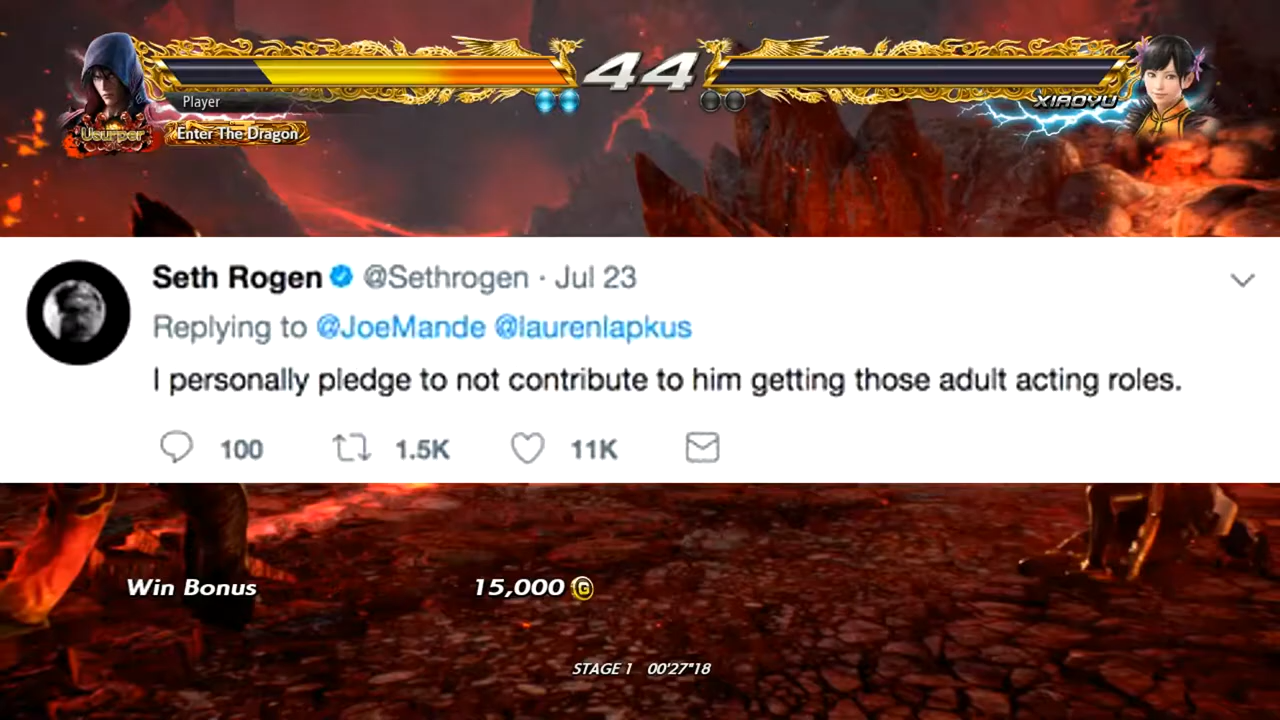 44
Player
XIAOYU
Usurper
Enter The Dragon
Seth Rogen @Sethrogen · Jul 23
Replying to @JoeMande @laurenlapkus
I personally pledge to not contribute to him getting those adult acting roles.
100 1.5K 11K
Win Bonus 15,000 G
STAGE 1 00'27"18